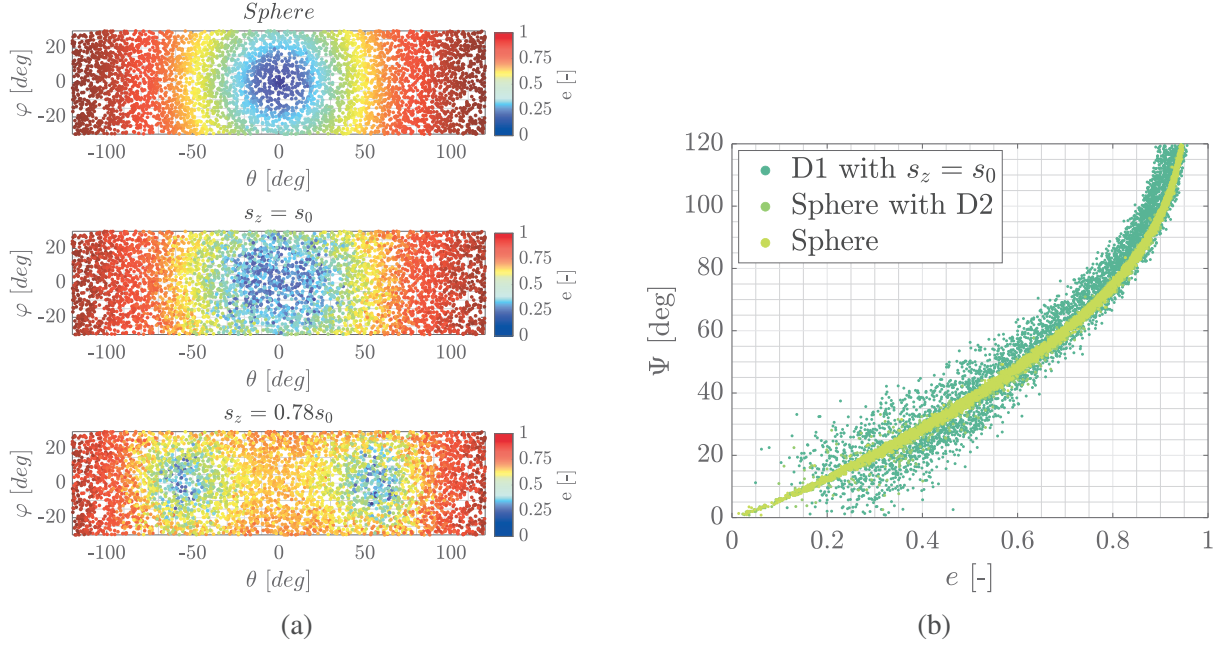 Sphere
φ [deg]
20
0
-20
-100
-50
0
50
100
θ [deg]
1
0.75
0.5
0.25
0
e [-]
s_z = s_0
φ [deg]
20
0
-20
-100
-50
0
50
100
θ [deg]
1
0.75
0.5
0.25
0
e [-]
s_z = 0.78s_0
φ [deg]
20
0
-20
-100
-50
0
50
100
θ [deg]
1
0.75
0.5
0.25
0
e [-]
(a)
D1 with s_z = s_0
Sphere with D2
Sphere
Ψ [deg]
120
100
80
60
40
20
0
0
0.2
0.4
0.6
0.8
1
e [-]
(b)